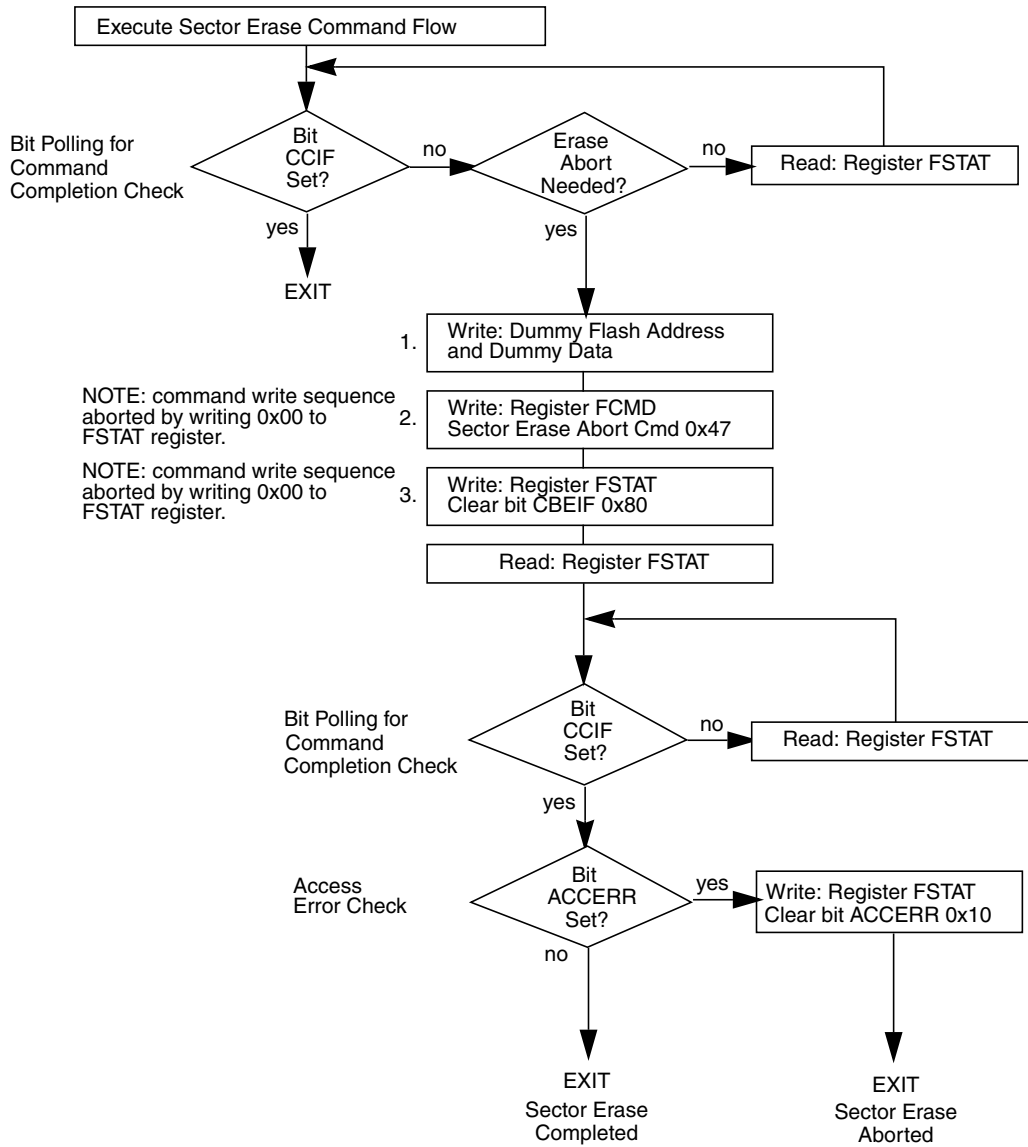 Execute Sector Erase Command Flow
Bit Polling for
Command
Completion Check
Bit
CCIF
Set?
no
Erase
Abort
Needed?
no
Read: Register FSTAT
yes
EXIT
yes
1.
Write: Dummy Flash Address
and Dummy Data
NOTE: command write sequence
aborted by writing 0x00 to
FSTAT register.
2.
Write: Register FCMD
Sector Erase Abort Cmd 0x47
NOTE: command write sequence
aborted by writing 0x00 to
FSTAT register.
3.
Write: Register FSTAT
Clear bit CBEIF 0x80
Read: Register FSTAT
Bit Polling for
Command
Completion Check
Bit
CCIF
Set?
no
Read: Register FSTAT
yes
Access
Error Check
Bit
ACCERR
Set?
yes
Write: Register FSTAT
Clear bit ACCERR 0x10
no
EXIT
Sector Erase
Completed
EXIT
Sector Erase
Aborted